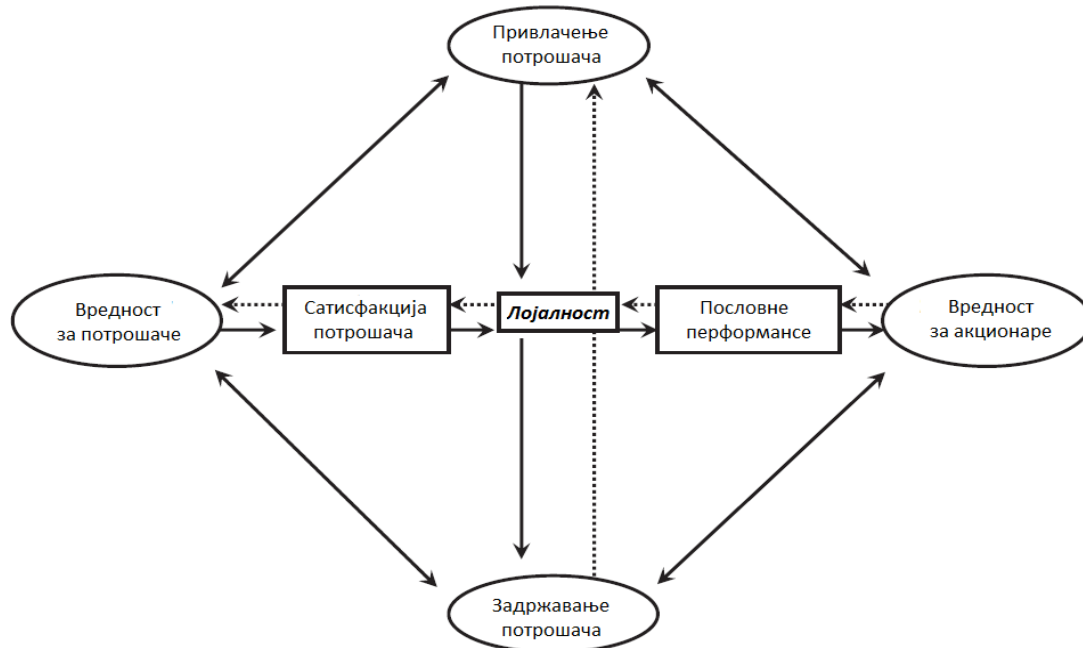 Привлачење
потрошача
Вредност
за потрошаче
Сатисфакција
потрошача
Лојалност
Пословне
перформансе
Вредност
за акционаре
Задржавање
потрошача